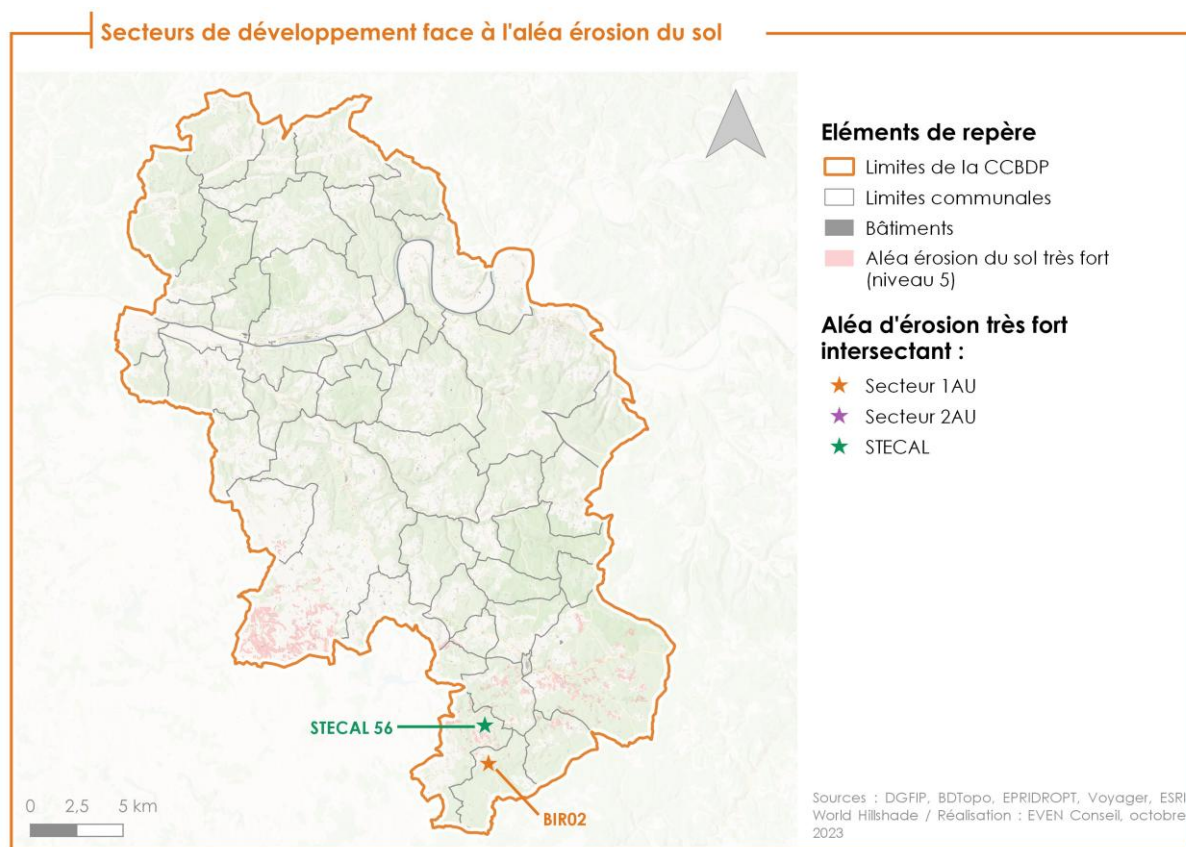 Secteurs de développement face à l'aléa érosion du sol
Eléments de repère
Limites de la CCBDP
Limites communales
Bâtiments
Aléa érosion du sol très fort
(niveau 5)
Aléa d'érosion très fort
intersectant :
Secteur 1AU
Secteur 2AU
STECAL
STECAL 56
BIR02
0 2,5 5 km
Sources : DGFIP, BDTopo, EPRIDROPT, Voyager, ESRI
World Hillshade / Réalisation : EVEN Conseil, octobre
2023